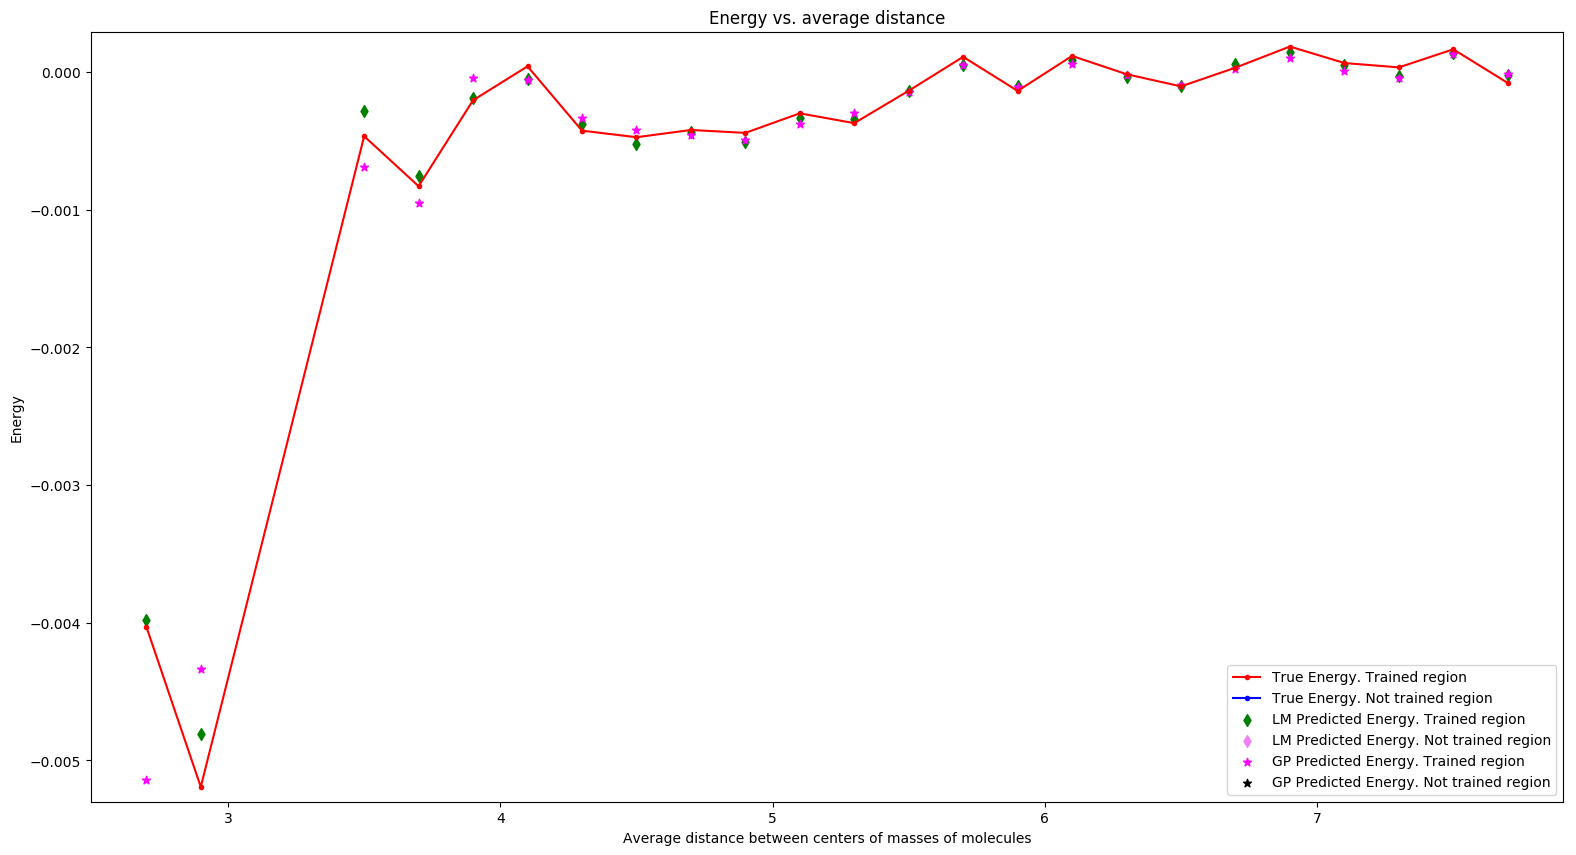 Energy vs. average distance
0.000
−0.001
−0.002
−0.003
−0.004
−0.005
Energy
3
4
5
6
7
Average distance between centers of masses of molecules
True Energy. Trained region
True Energy. Not trained region
LM Predicted Energy. Trained region
LM Predicted Energy. Not trained region
GP Predicted Energy. Trained region
GP Predicted Energy. Not trained region